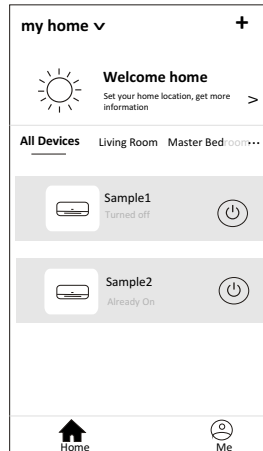 my home
+
Welcome home
Set your home location, get more
information
>
All Devices Living Room Master Bedroom ···
Sample1
Turned off
Sample2
Already On
Home Me